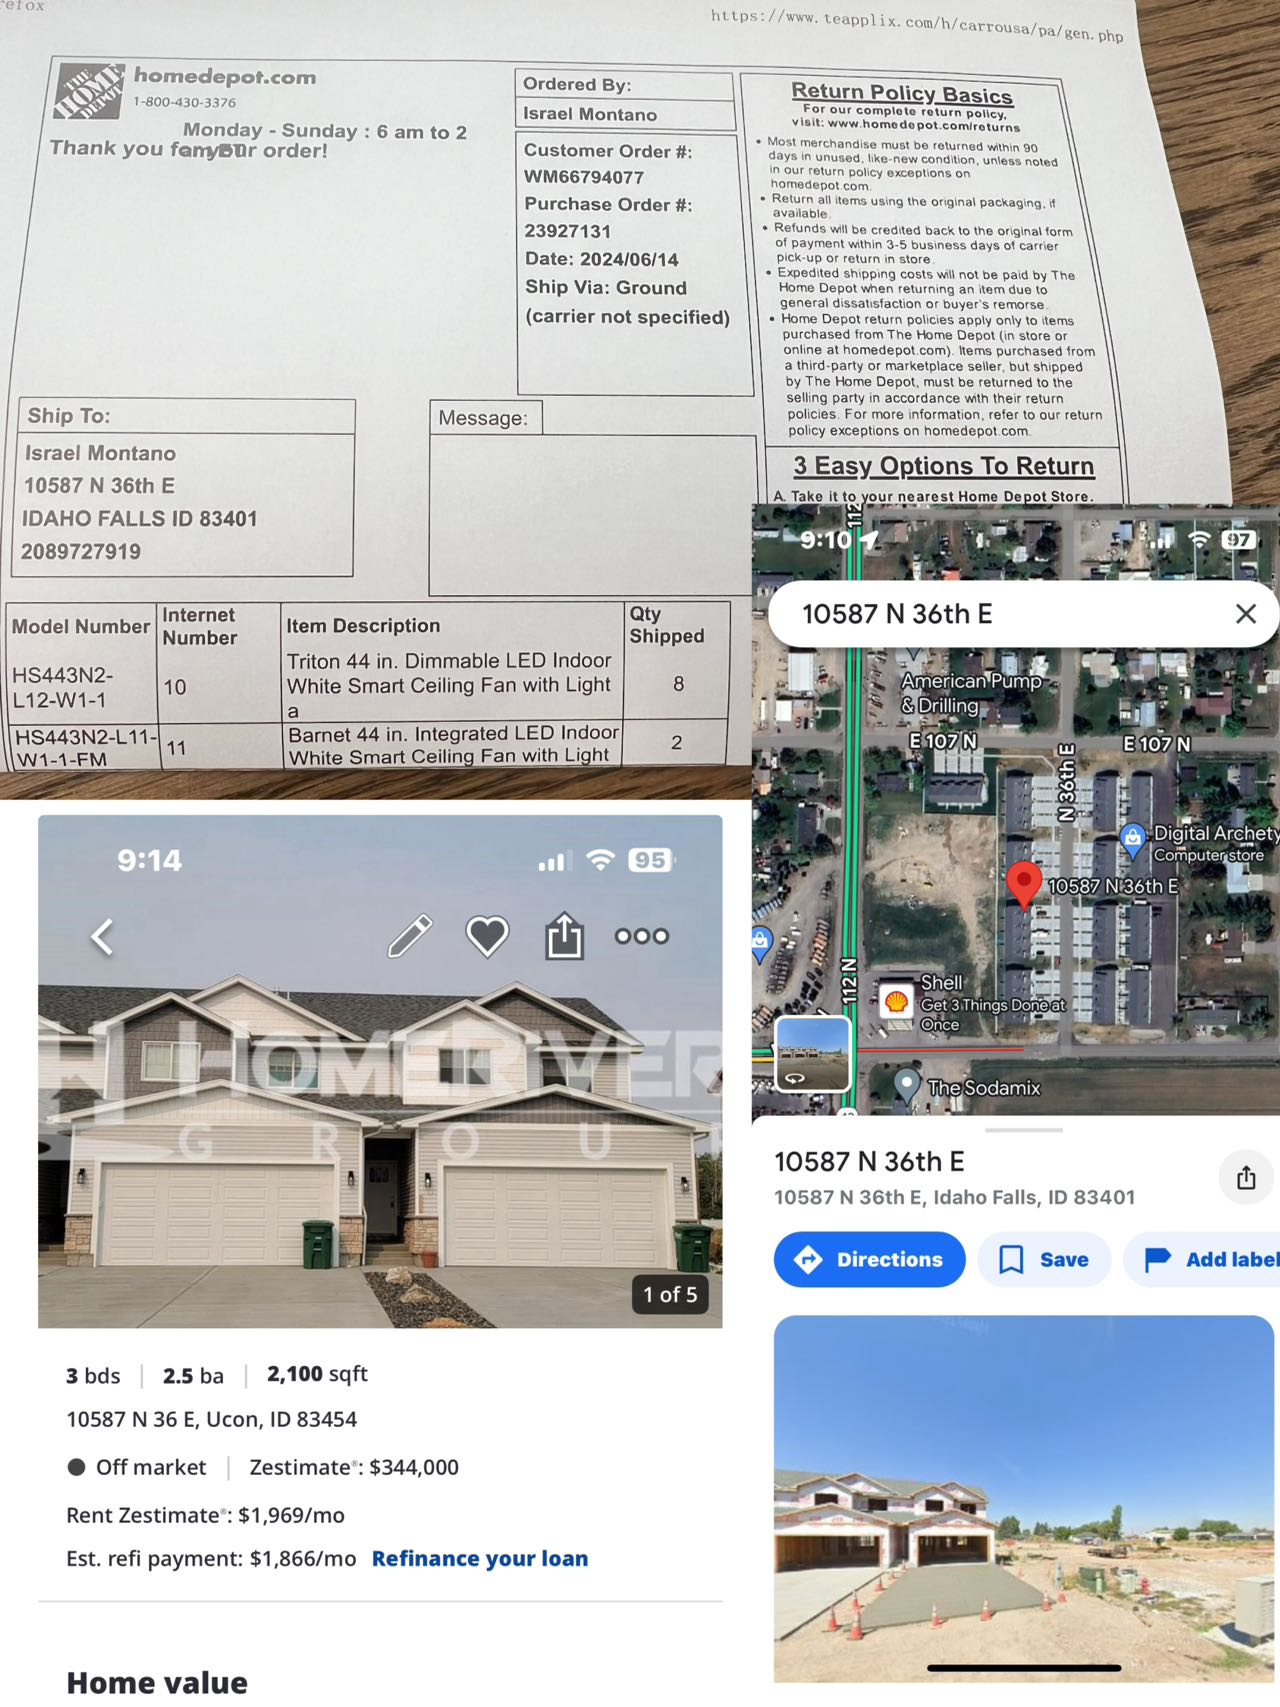 refox
https://www.teapplix.com/h/carrousa/pa/gen.php
THE HOME DEPOT
homedepot.com
1-800-430-3376
Monday - Sunday : 6 am to 2
Thank you for your order!
Ordered By:
Israel Montano
Customer Order #:
WM66794077
Purchase Order #:
23927131
Date: 2024/06/14
Ship Via: Ground
(carrier not specified)
Return Policy Basics
For our complete return policy,
visit: www.homedepot.com/returns
• Most merchandise must be returned within 90
days in unused, like-new condition, unless noted
in our return policy exceptions on
homedepot.com.
• Return all items using the original packaging, if
available.
• Refunds will be credited back to the original form
of payment within 3-5 business days of carrier
pick-up or return in store.
• Expedited shipping costs will not be paid by The
Home Depot when returning an item due to
general dissatisfaction or buyer's remorse.
• Home Depot return policies apply only to items
purchased from The Home Depot (in store or
online at homedepot.com). Items purchased from
a third-party or marketplace seller, but shipped
by The Home Depot, must be returned to the
selling party in accordance with their return
policies. For more information, refer to our return
policy exceptions on homedepot.com.
3 Easy Options To Return
A. Take it to your nearest Home Depot Store.
Ship To:
Israel Montano
10587 N 36th E
IDAHO FALLS ID 83401
2089727919
Message:
Model Number Internet Number Item Description Qty Shipped
HS443N2-L12-W1-1 10 Triton 44 in. Dimmable LED Indoor
White Smart Ceiling Fan with Light
a 8
HS443N2-L11-W1-1-FM 11 Barnet 44 in. Integrated LED Indoor
White Smart Ceiling Fan with Light 2
112
9:10 97
10587 N 36th E
American Pump
& Drilling
E 107 N
E 107 N
N 36th E
Digital Archety
Computer store
10587 N 36th E
112 N
Shell
Get 3 Things Done at
Once
The Sodamix
10587 N 36th E
10587 N 36th E, Idaho Falls, ID 83401
Directions Save Add label
9:14 95
HOMERIVER
GROUP
1 of 5
3 bds | 2.5 ba | 2,100 sqft
10587 N 36 E, Ucon, ID 83454
Off market | Zestimate®: $344,000
Rent Zestimate®: $1,969/mo
Est. refi payment: $1,866/mo Refinance your loan
Home value